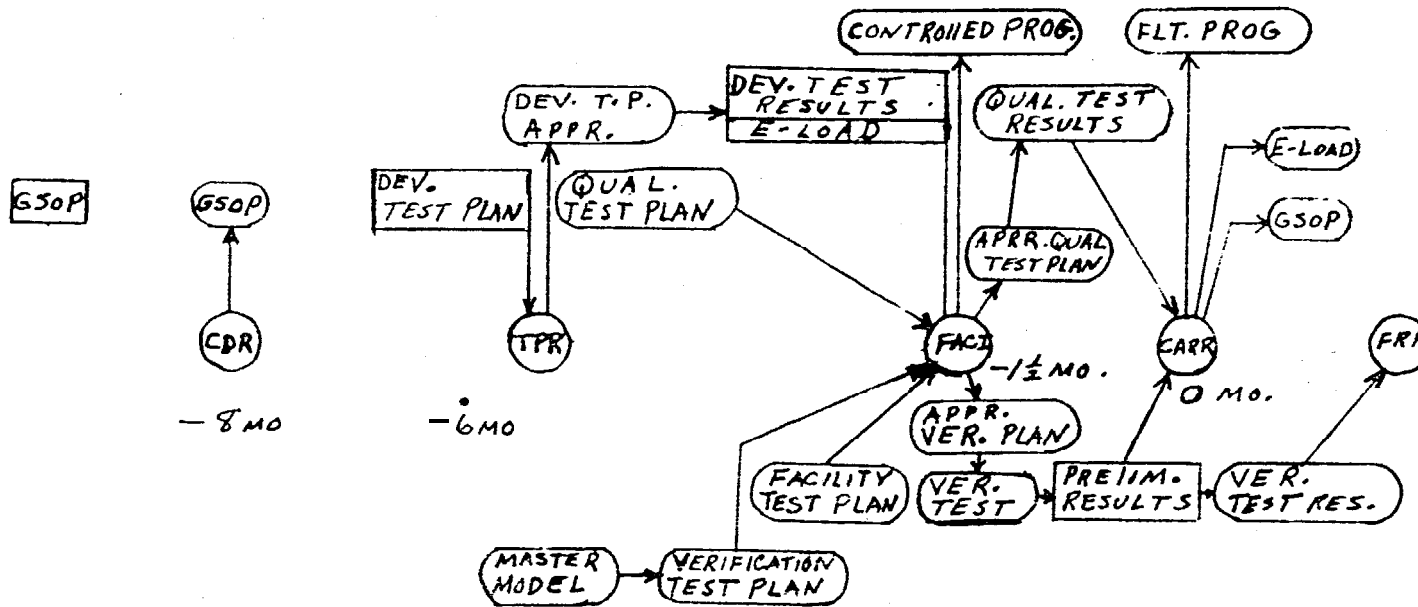 CONTROLLED PROG.
FLT. PROG
DEV. T.P.
APPR.
DEV. TEST
RESULTS
E-LOAD
QUAL. TEST
RESULTS
E-LOAD
GSOP
GSOP
GSOP
DEV.
TEST PLAN
QUAL.
TEST PLAN
APRR. QUAL
TEST PLAN
CDR
TPR
FACI
CARR
-8 MO
-6 MO
-1½ MO.
0 MO.
APPR.
VER. PLAN
FACILITY
TEST PLAN
VER.
TEST
PRELIM.
RESULTS
VER.
TEST RES.
MASTER
MODEL
VERIFICATION
TEST PLAN